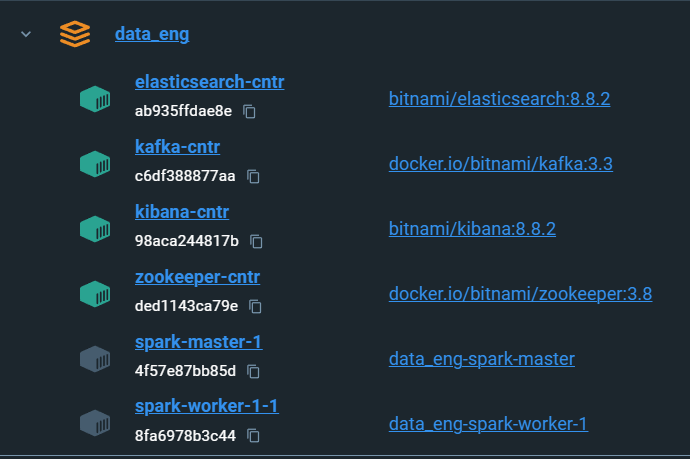 data_eng
elasticsearch-cntr
ab935ffdae8e
bitnami/elasticsearch:8.8.2
kafka-cntr
c6df388877aa
docker.io/bitnami/kafka:3.3
kibana-cntr
98aca244817b
bitnami/kibana:8.8.2
zookeeper-cntr
ded1143ca79e
docker.io/bitnami/zookeeper:3.8
spark-master-1
4f57e87bb85d
data_eng-spark-master
spark-worker-1-1
8fa6978b3c44
data_eng-spark-worker-1